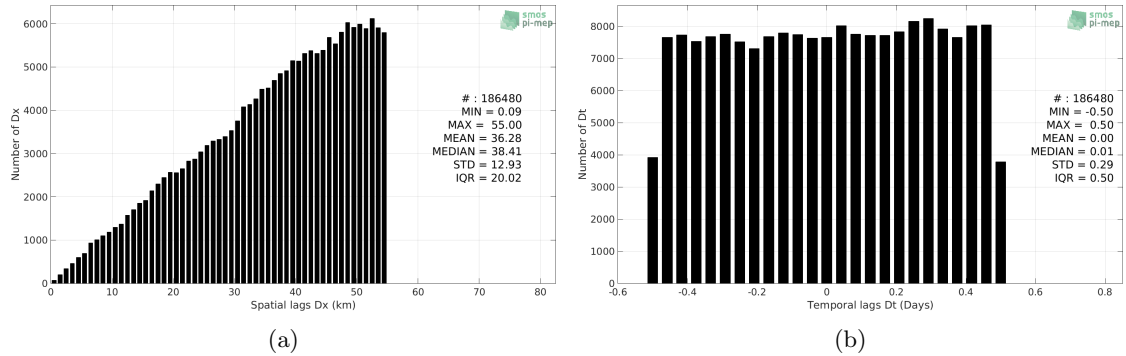 smos
pi-mep
6000
5000
4000
3000
2000
1000
0
Number of Dx
# : 186480
MIN = 0.09
MAX = 55.00
MEAN = 36.28
MEDIAN = 38.41
STD = 12.93
IQR = 20.02
0 10 20 30 40 50 60 70 80
Spatial lags Dx (km)
(a)
smos
pi-mep
8000
7000
6000
5000
4000
3000
2000
1000
0
Number of Dt
# : 186480
MIN = -0.50
MAX = 0.50
MEAN = 0.00
MEDIAN = 0.01
STD = 0.29
IQR = 0.50
-0.6 -0.4 -0.2 0 0.2 0.4 0.6 0.8
Temporal lags Dt (Days)
(b)